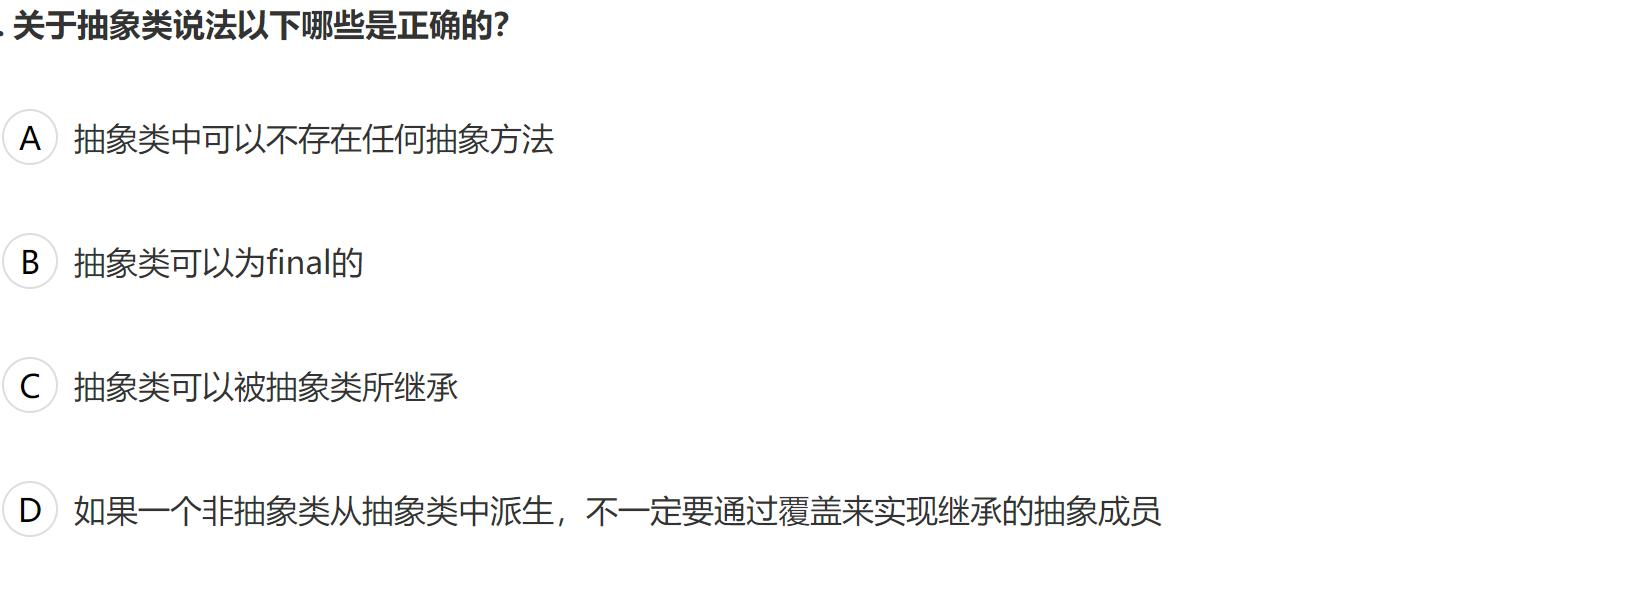 . 关于抽象类说法以下哪些是正确的?
A 抽象类中可以不存在任何抽象方法
B 抽象类可以为final的
C 抽象类可以被抽象类所继承
D 如果一个非抽象类从抽象类中派生，不一定要通过覆盖来实现继承的抽象成员